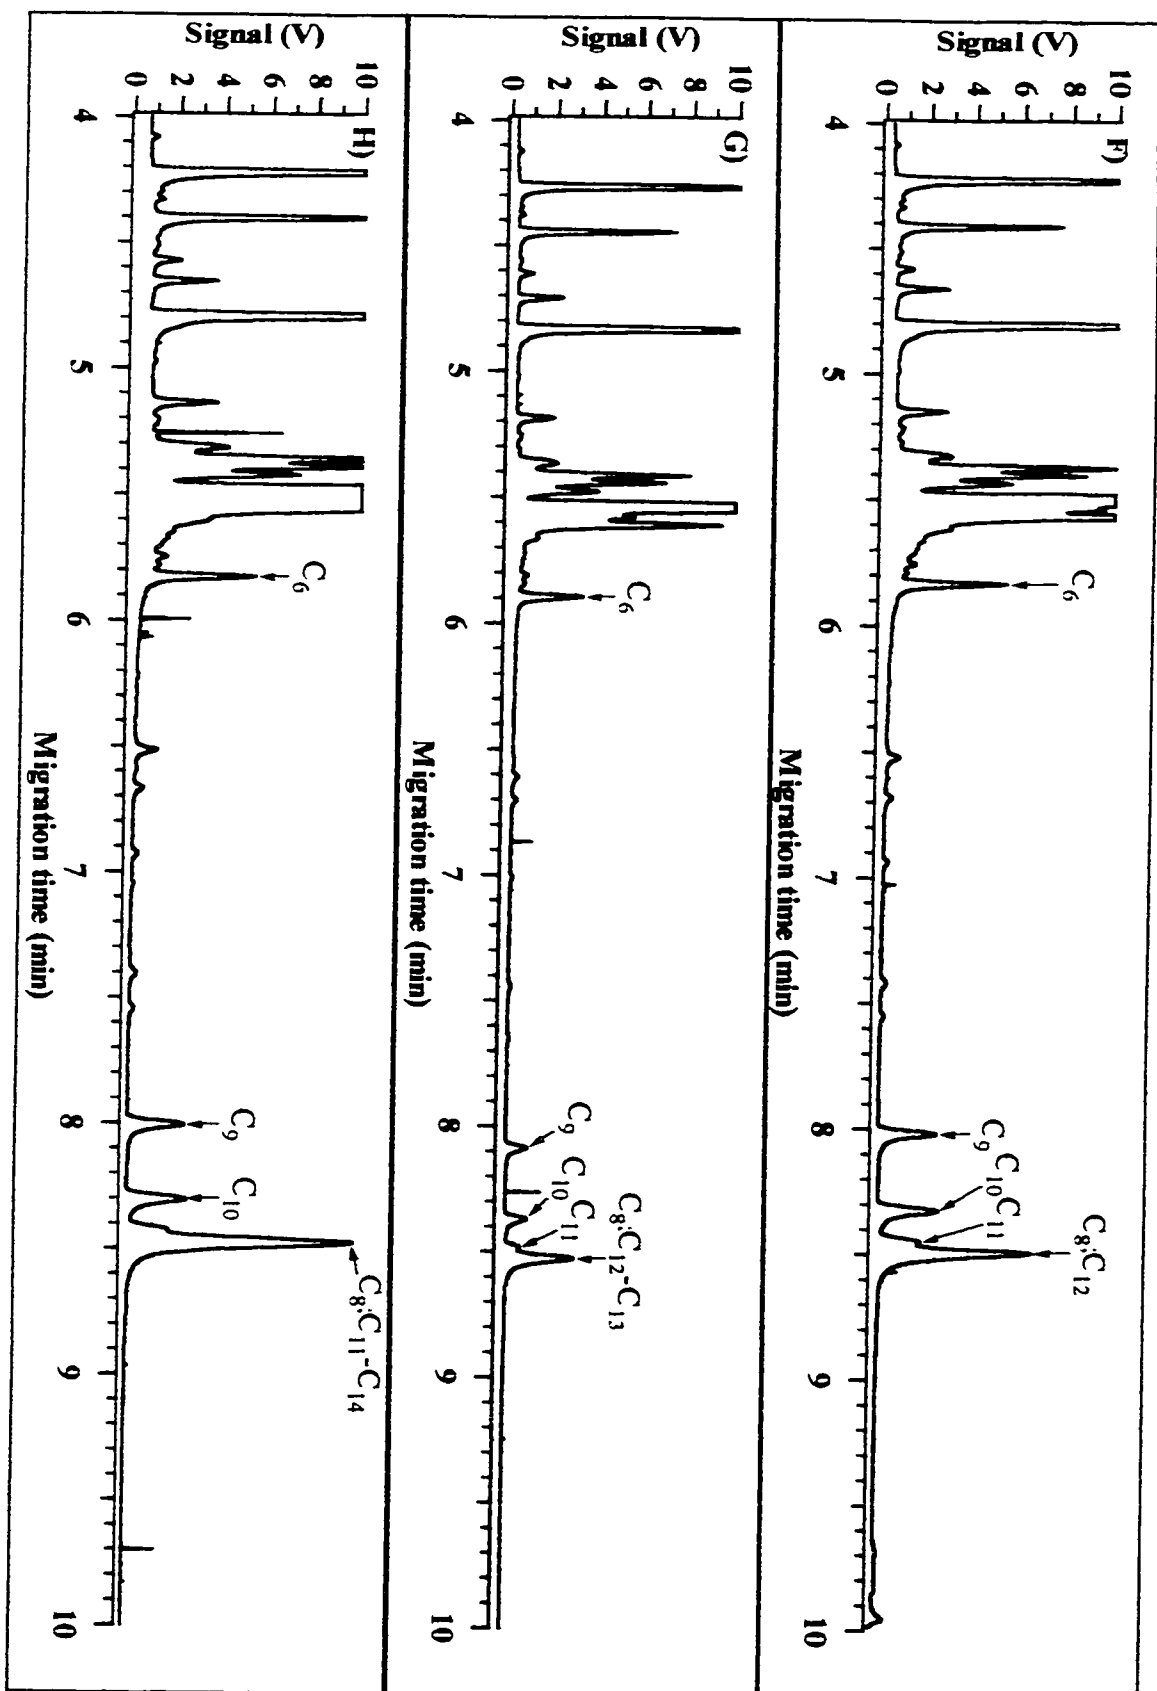 F)
Signal (V)
10
8
6
4
2
0
C₆
C₉
C₁₀
C₁₁
C₈;C₁₂
4
5
6
7
8
9
10
Migration time (min)
G)
Signal (V)
10
8
6
4
2
0
C₆
C₉
C₁₀
C₁₁
C₈;C₁₂-C₁₃
4
5
6
7
8
9
10
Migration time (min)
H)
Signal (V)
10
8
6
4
2
0
C₆
C₉
C₁₀
C₈;C₁₁-C₁₄
4
5
6
7
8
9
10
Migration time (min)